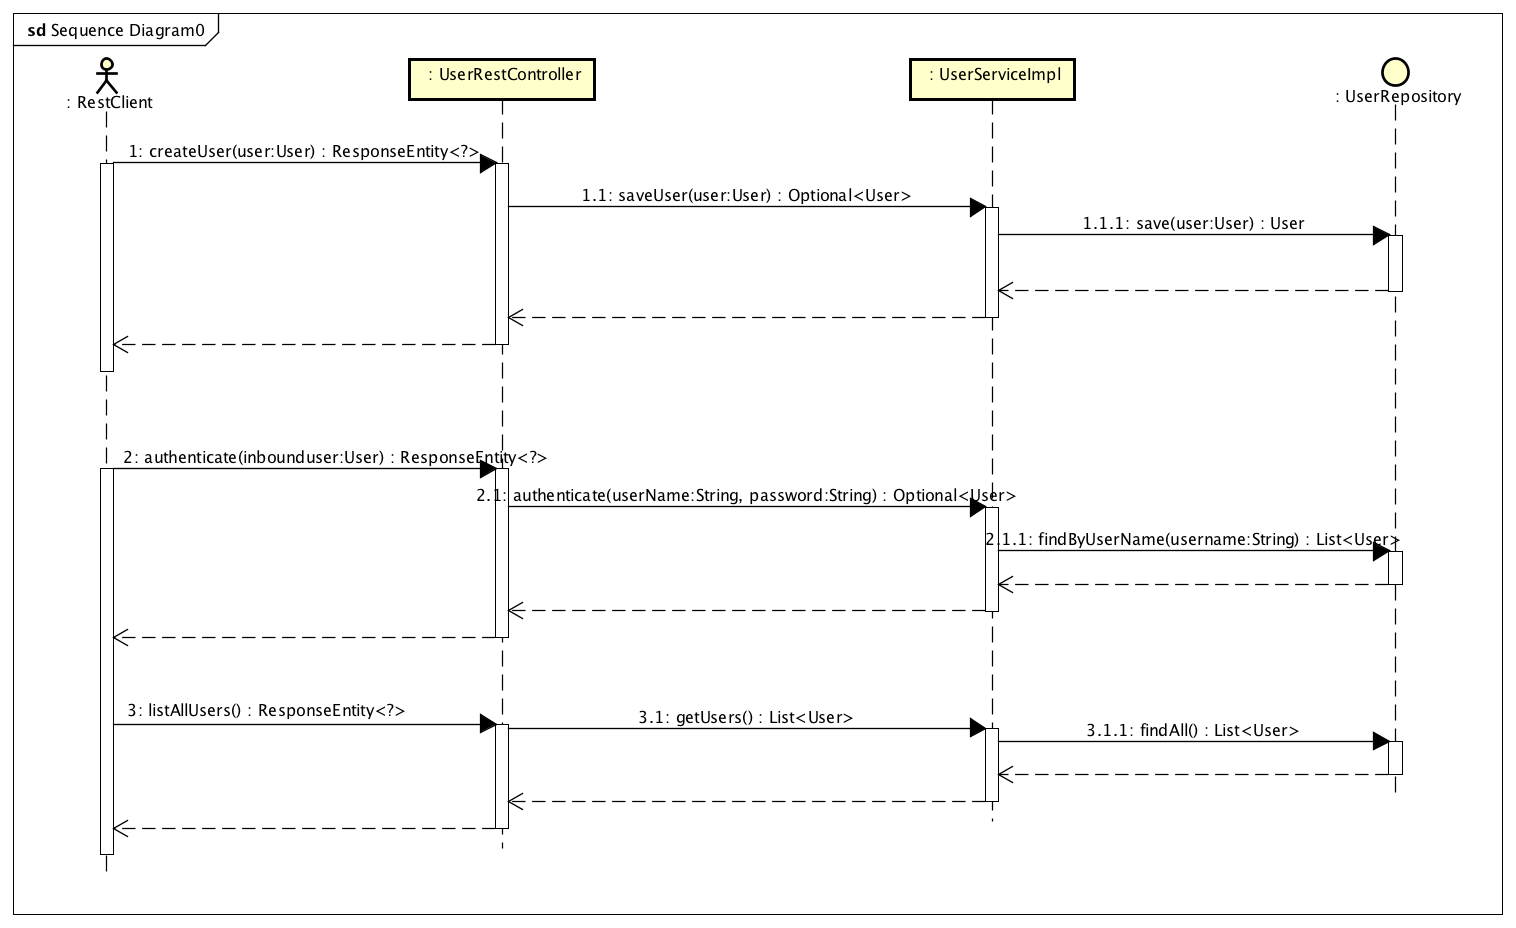 sd Sequence Diagram0
: RestClient
: UserRestController
: UserServiceImpl
: UserRepository
1: createUser(user:User) : ResponseEntity<?>
1.1: saveUser(user:User) : Optional<User>
1.1.1: save(user:User) : User
2: authenticate(inbounduser:User) : ResponseEntity<?>
2.1: authenticate(userName:String, password:String) : Optional<User>
2.1.1: findByUserName(username:String) : List<User>
3: listAllUsers() : ResponseEntity<?>
3.1: getUsers() : List<User>
3.1.1: findAll() : List<User>